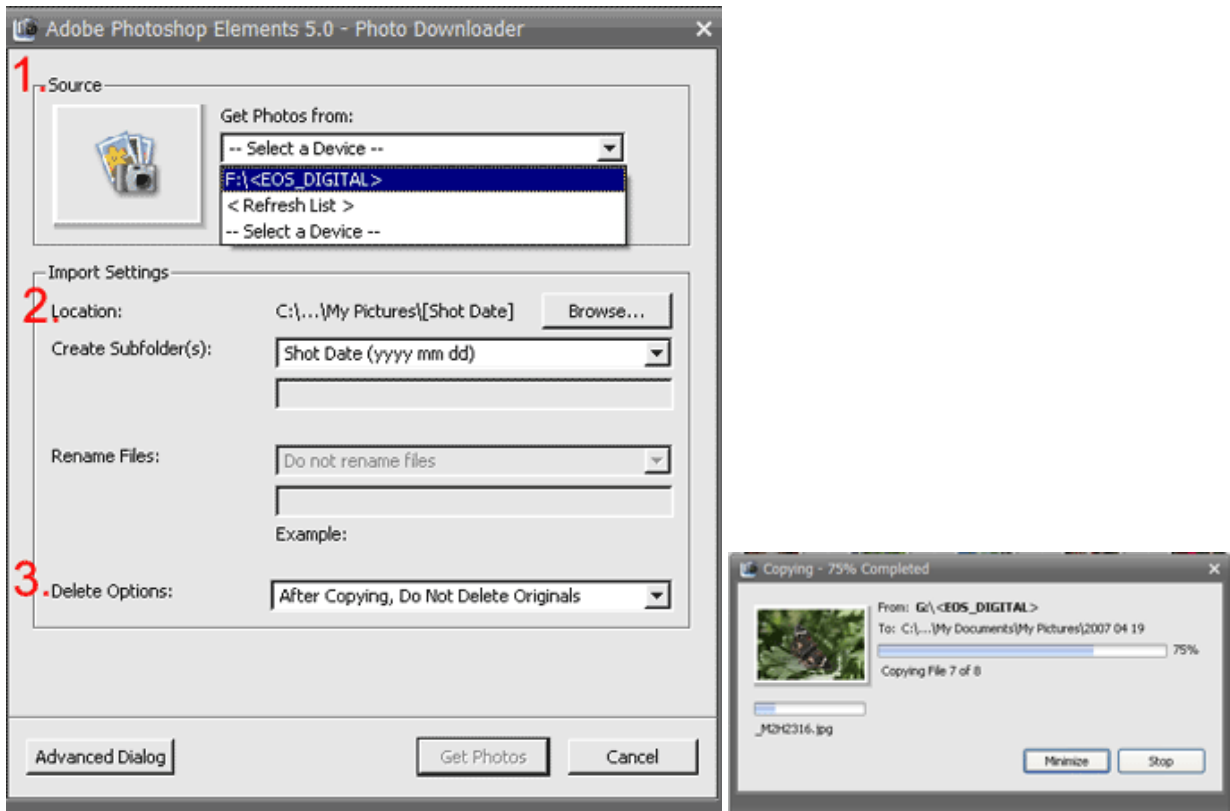 Adobe Photoshop Elements 5.0 - Photo Downloader
1.
Source
Get Photos from:
-- Select a Device --
F:\<EOS_DIGITAL>
< Refresh List >
-- Select a Device --
Import Settings
2.
Location: C:\...\My Pictures\[Shot Date] Browse...
Create Subfolder(s): Shot Date (yyyy mm dd)
Rename Files: Do not rename files
Example:
3.
Delete Options: After Copying, Do Not Delete Originals
Advanced Dialog Get Photos Cancel
Copying - 75% Completed
From: G:\<EOS_DIGITAL>
To: C:\...\My Documents\My Pictures\2007 04 19
75%
Copying File 7 of 8
_M2H2316.jpg
Minimize Stop